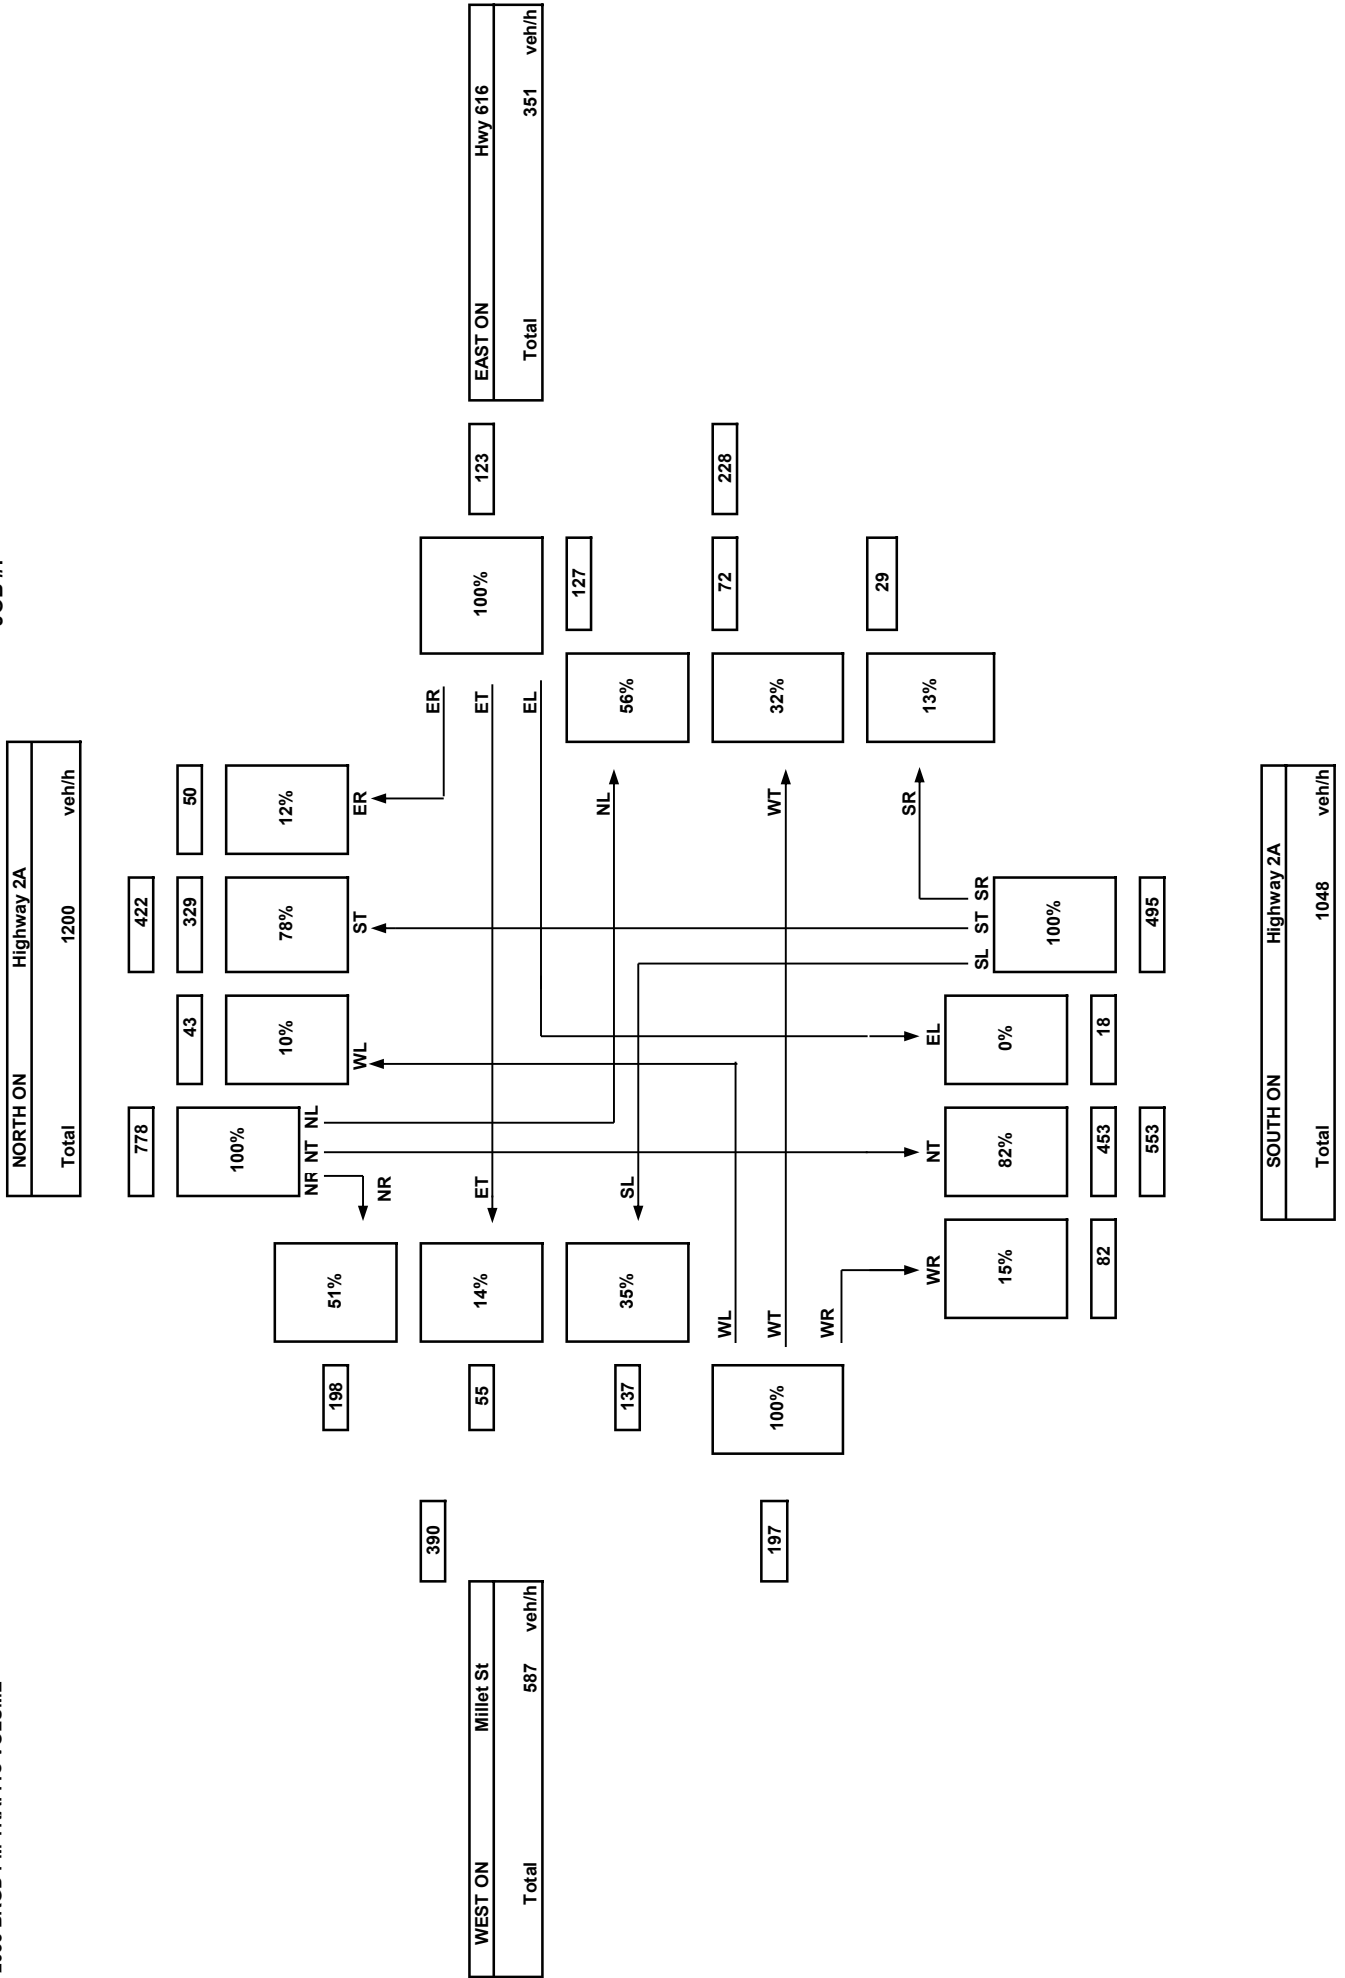 NORTH ON Highway 2A
Total 1200 veh/h
778 422
43 329 50
100%
10% 78% 12%
NR NT NL
198 51%
WL ST ER
NR
390 ER
WEST ON Millet St 55 14% ET ET 100% 123 EAST ON Hwy 616
Total 587 veh/h EL Total 351 veh/h
127
NL
137 35% SL 56%
WL 72 228
197 100% WT WT 32%
WR
29
SR
WR NT EL 13%
SL ST SR
15% 82% 0%
100%
82 453 18
553 495
SOUTH ON Highway 2A
Total 1048 veh/h